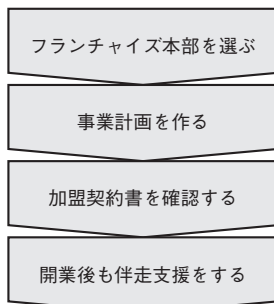 フランチャイズ本部を選ぶ
事業計画を作る
加盟契約書を確認する
開業後も伴走支援をする